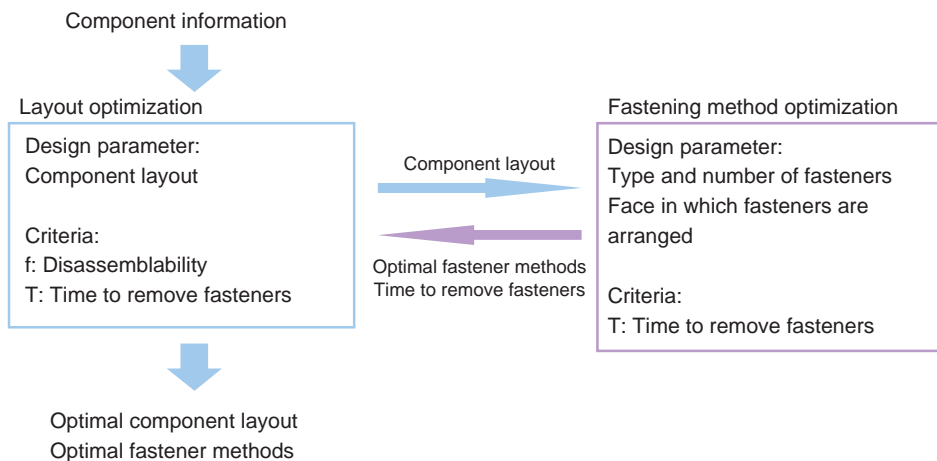 Component information
Layout optimization
Design parameter:
Component layout
Criteria:
f: Disassemblability
T: Time to remove fasteners
Component layout
Optimal fastener methods
Time to remove fasteners
Fastening method optimization
Design parameter:
Type and number of fasteners
Face in which fasteners are
arranged
Criteria:
T: Time to remove fasteners
Optimal component layout
Optimal fastener methods